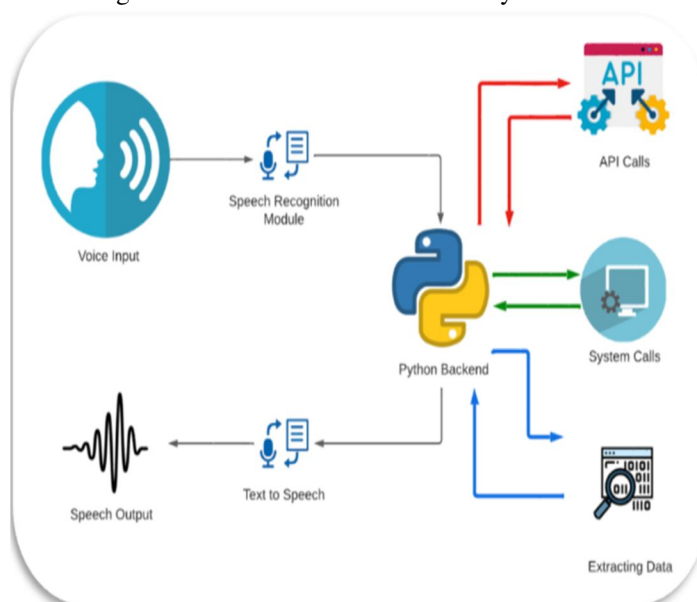 API
API Calls
Speech Recognition
Module
Voice Input
System Calls
Python Backend
Text to Speech
Speech Output
Extracting Data